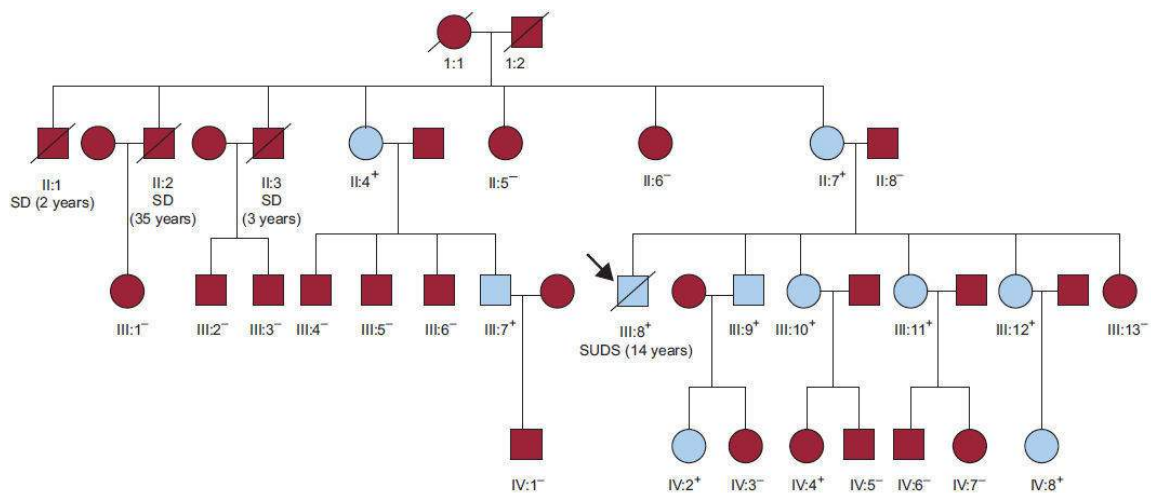 1:1 1:2
II:1 II:2 II:3 II:4+ II:5− II:6− II:7+ II:8−
SD (2 years) SD SD
(35 years) (3 years)
III:1− III:2− III:3− III:4− III:5− III:6− III:7+ III:8+ III:9+ III:10+ III:11+ III:12+ III:13−
SUDS (14 years)
IV:1− IV:2+ IV:3− IV:4+ IV:5− IV:6− IV:7− IV:8+